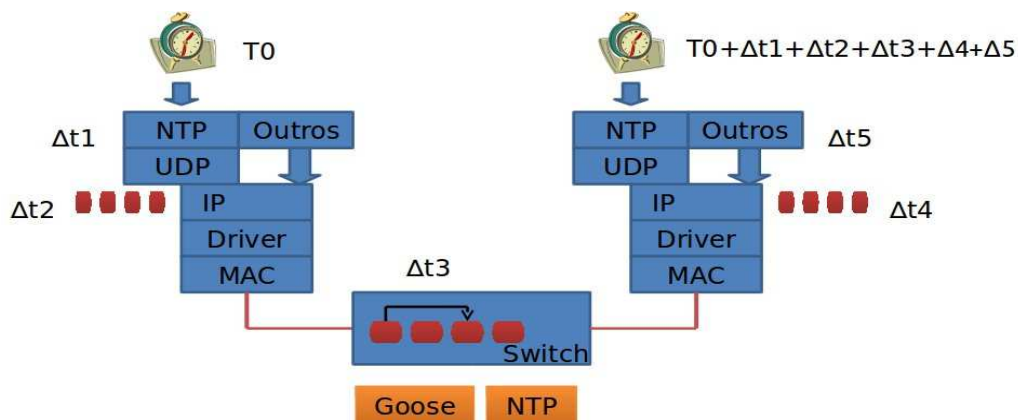 T0
T0+Δt1+Δt2+Δt3+Δ4+Δ5
Δt1
NTP
Outros
NTP
Outros
Δt5
UDP
UDP
Δt2
IP
IP
Δt4
Driver
Driver
MAC
MAC
Δt3
Switch
Goose
NTP